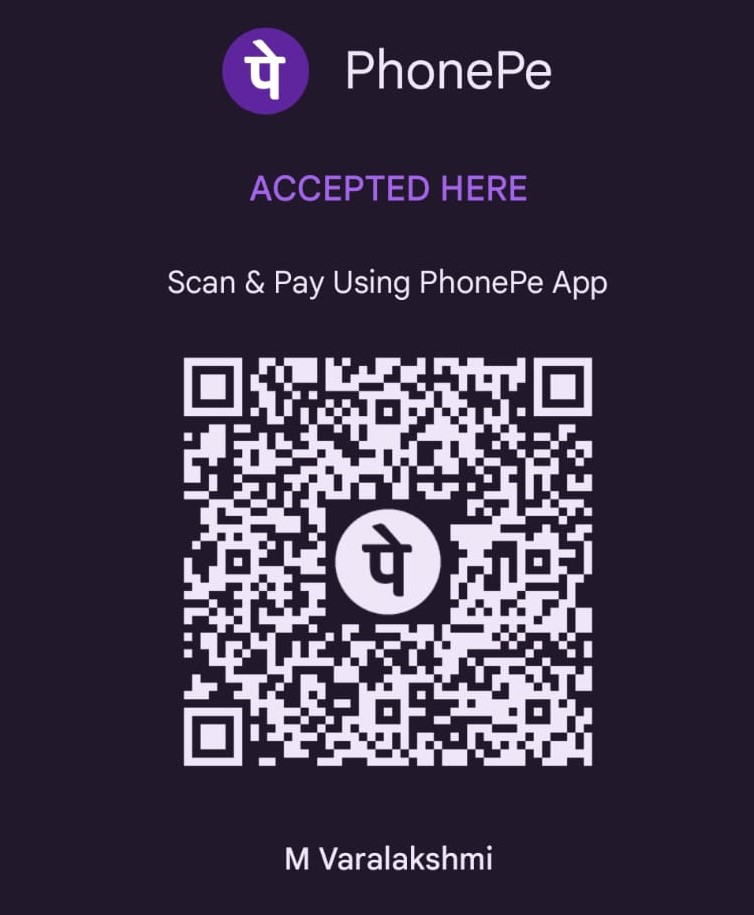 पे PhonePe
ACCEPTED HERE
Scan & Pay Using PhonePe App
पे
M Varalakshmi